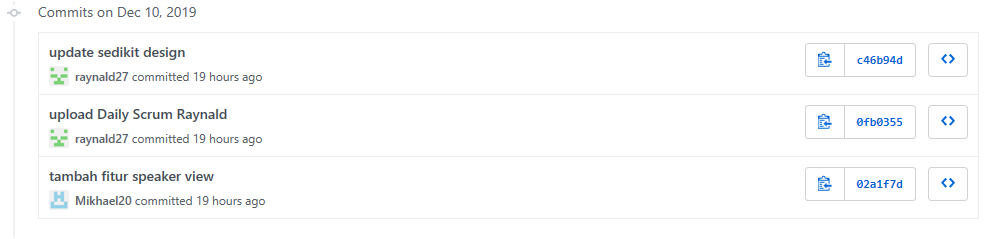 Commits on Dec 10, 2019
update sedikit design
raynald27 committed 19 hours ago
c46b94d
upload Daily Scrum Raynald
raynald27 committed 19 hours ago
0fb0355
tambah fitur speaker view
Mikhael20 committed 19 hours ago
02a1f7d